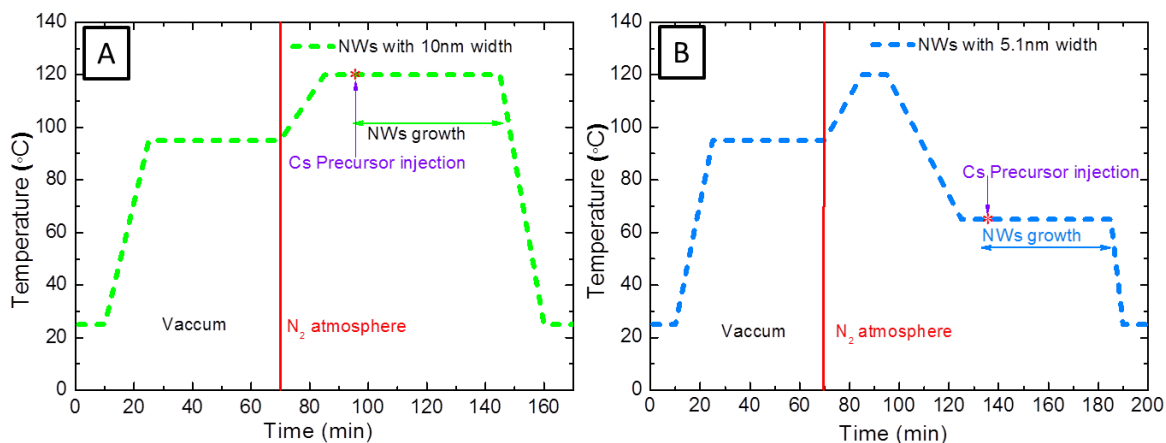 A
NWs with 10nm width
NWs growth
Cs Precursor injection
Vaccum
N₂ atmosphere
Temperature (°C)
0
20
40
60
80
100
120
140
0
20
40
60
80
100
120
140
160
Time (min)
B
NWs with 5.1nm width
Cs Precursor injection
NWs growth
Vaccum
N₂ atmosphere
Temperature (°C)
0
20
40
60
80
100
120
140
0
20
40
60
80
100
120
140
160
180
200
Time (min)